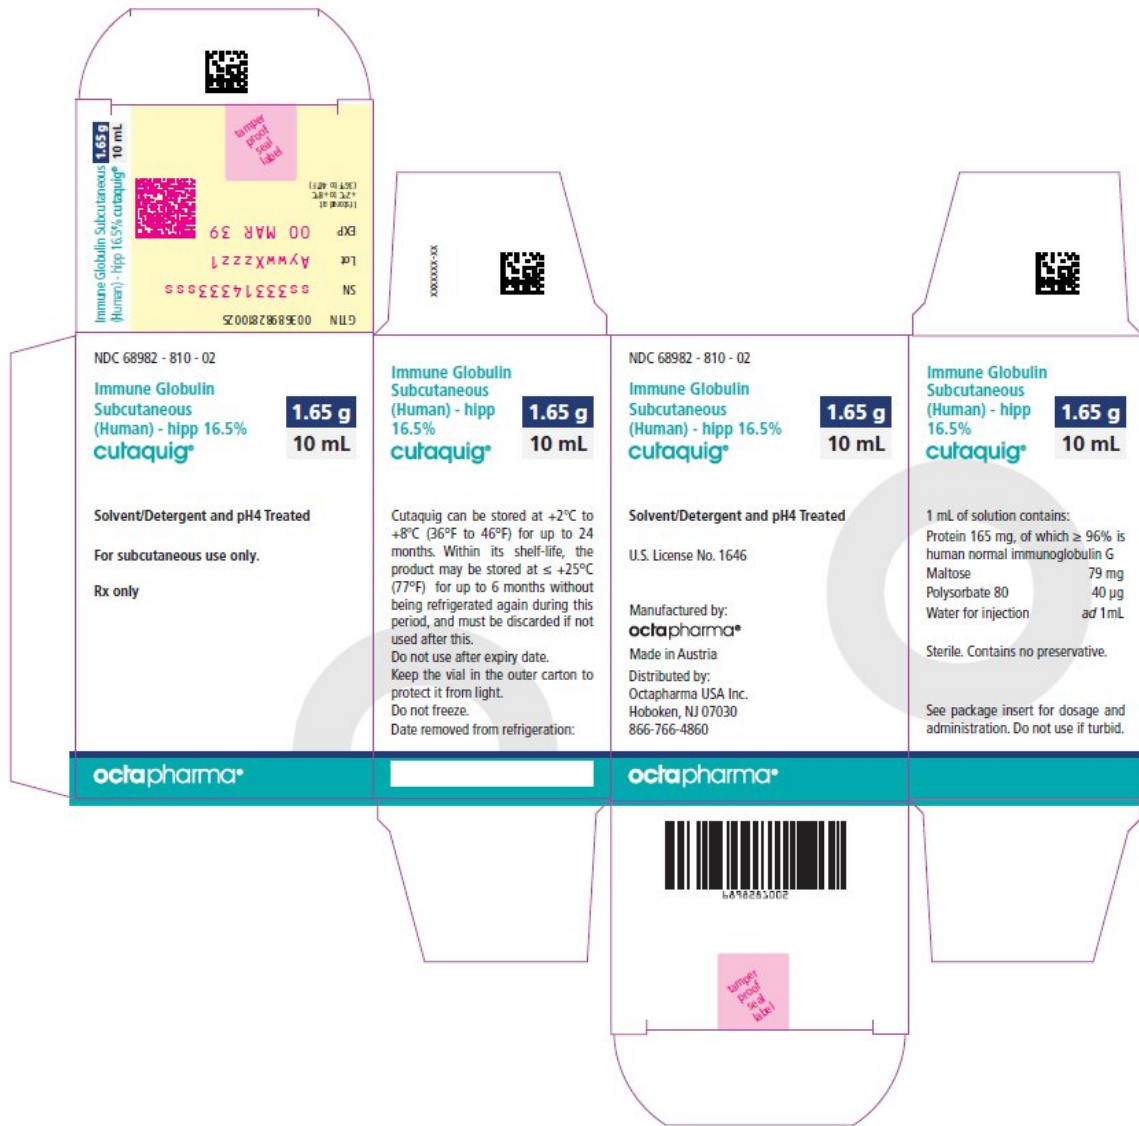 Immune Globulin Subcutaneous
(Human) - hipp 16.5% cutaquig®
1.65 g
10 mL
tamper
proof
seal
label
GTIN 00368982810025
SN ss33314333sss
Lot AywwXzzz1
EXP 00 MAR 39
If stored at
+2°C to +8°C
XXXXXXX-XX
NDC 68982 - 810 - 02
Immune Globulin
Subcutaneous
(Human) - hipp 16.5%
cutaquig®
1.65 g
10 mL
Solvent/Detergent and pH4 Treated
For subcutaneous use only.
Rx only
octapharma®
Immune Globulin
Subcutaneous
(Human) - hipp
16.5%
cutaquig®
1.65 g
10 mL
Cutaquig can be stored at +2°C to
+8°C (36°F to 46°F) for up to 24
months. Within its shelf-life, the
product may be stored at ≤ +25°C
(77°F) for up to 6 months without
being refrigerated again during this
period, and must be discarded if not
used after this.
Do not use after expiry date.
Keep the vial in the outer carton to
protect it from light.
Do not freeze.
Date removed from refrigeration:
NDC 68982 - 810 - 02
Immune Globulin
Subcutaneous
(Human) - hipp 16.5%
cutaquig®
1.65 g
10 mL
Solvent/Detergent and pH4 Treated
U.S. License No. 1646
Manufactured by:
octapharma®
Made in Austria
Distributed by:
Octapharma USA Inc.
Hoboken, NJ 07030
866-766-4860
octapharma®
Immune Globulin
Subcutaneous
(Human) - hipp
16.5%
cutaquig®
1.65 g
10 mL
1 mL of solution contains:
Protein 165 mg, of which ≥ 96% is
human normal immunoglobulin G
Maltose 79 mg
Polysorbate 80 40 µg
Water for injection ad 1mL
Sterile. Contains no preservative.
See package insert for dosage and
administration. Do not use if turbid.
6898281002
tamper
proof
seal
label